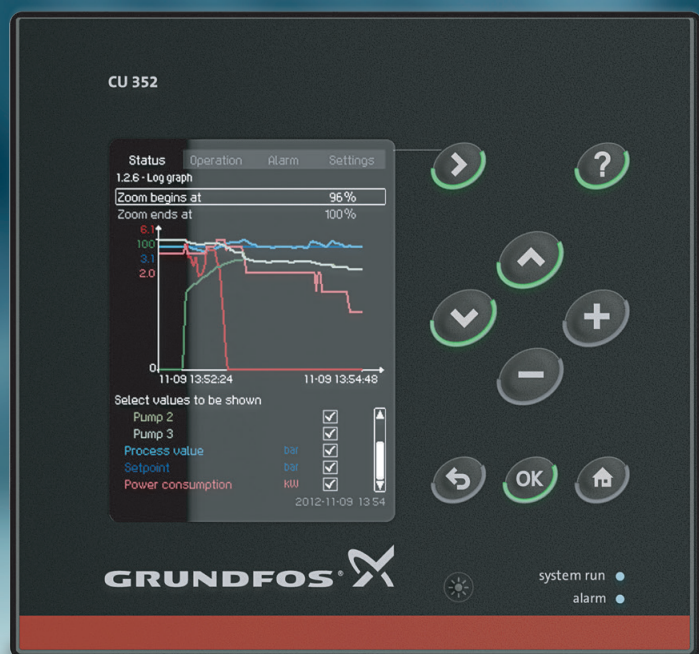 CU 352
Status Operation Alarm Settings
1.2.6 - Log graph
Zoom begins at 96%
Zoom ends at 100%
6.1
100
3.1
2.0
0
11-09 13:52:24 11-09 13:54:48
Select values to be shown
Pump 2
Pump 3
Process value bar
Setpoint bar
Power consumption kW
2012-11-09 13 54
?
OK
GRUNDFOS
system run
alarm